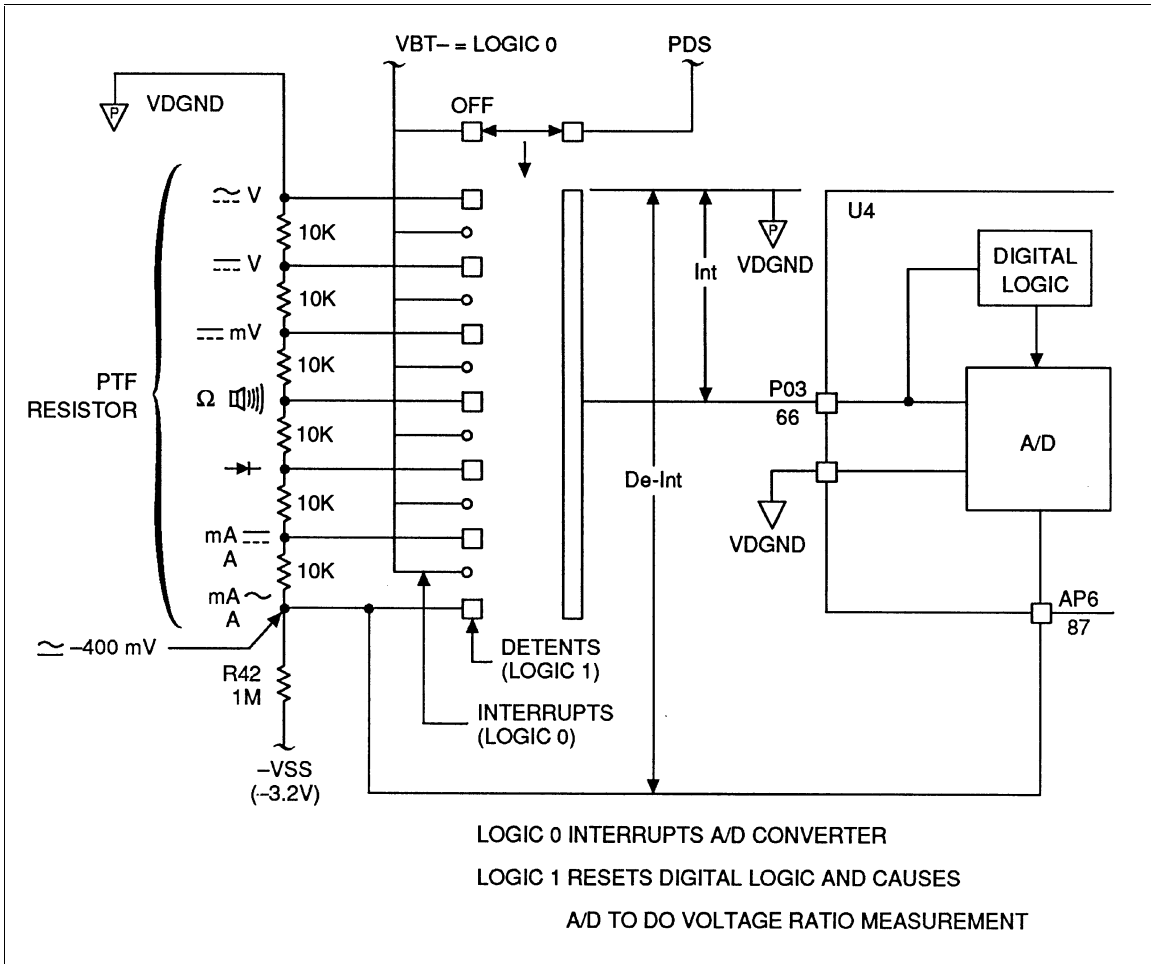 VBT– = LOGIC 0
PDS
P
VDGND
OFF
V
10K
V
10K
mV
10K
PTF
RESISTOR
Ω
10K
10K
mA
A
10K
mA
A
≃ –400 mV
R42
1M
–VSS
(–3.2V)
DETENTS
(LOGIC 1)
INTERRUPTS
(LOGIC 0)
Int
De-Int
P
VDGND
U4
DIGITAL
LOGIC
P03
66
A/D
VDGND
AP6
87
LOGIC 0 INTERRUPTS A/D CONVERTER
LOGIC 1 RESETS DIGITAL LOGIC AND CAUSES
A/D TO DO VOLTAGE RATIO MEASUREMENT